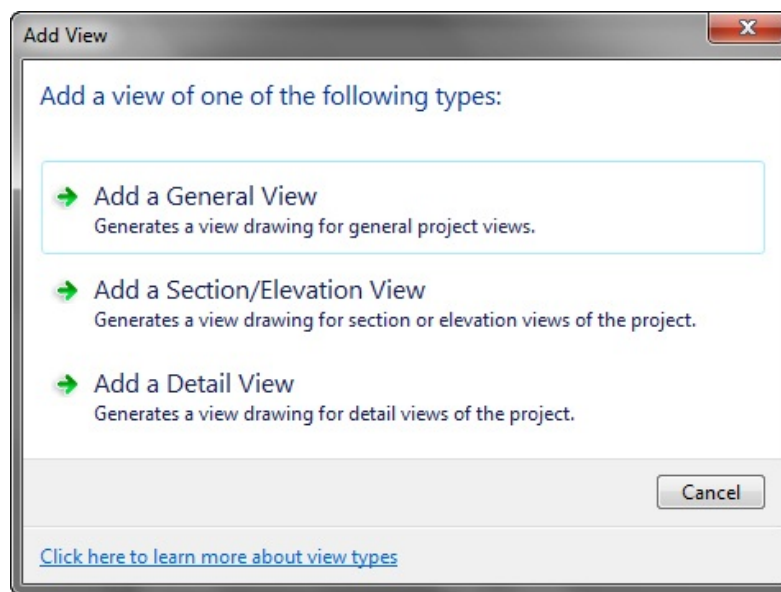 Add View
Add a view of one of the following types:
Add a General View
Generates a view drawing for general project views.
Add a Section/Elevation View
Generates a view drawing for section or elevation views of the project.
Add a Detail View
Generates a view drawing for detail views of the project.
Cancel
Click here to learn more about view types